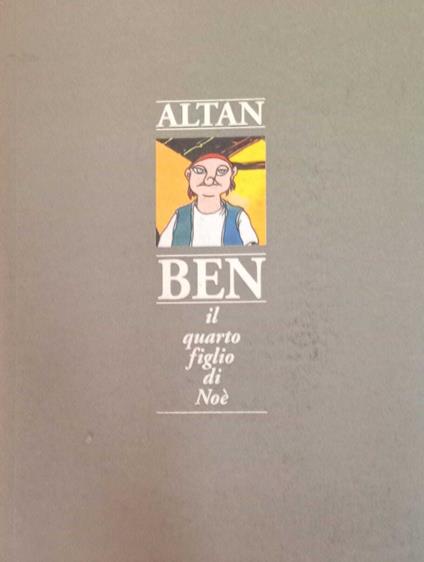 ALTAN
BEN
il
quarto
figlio
di
Noè